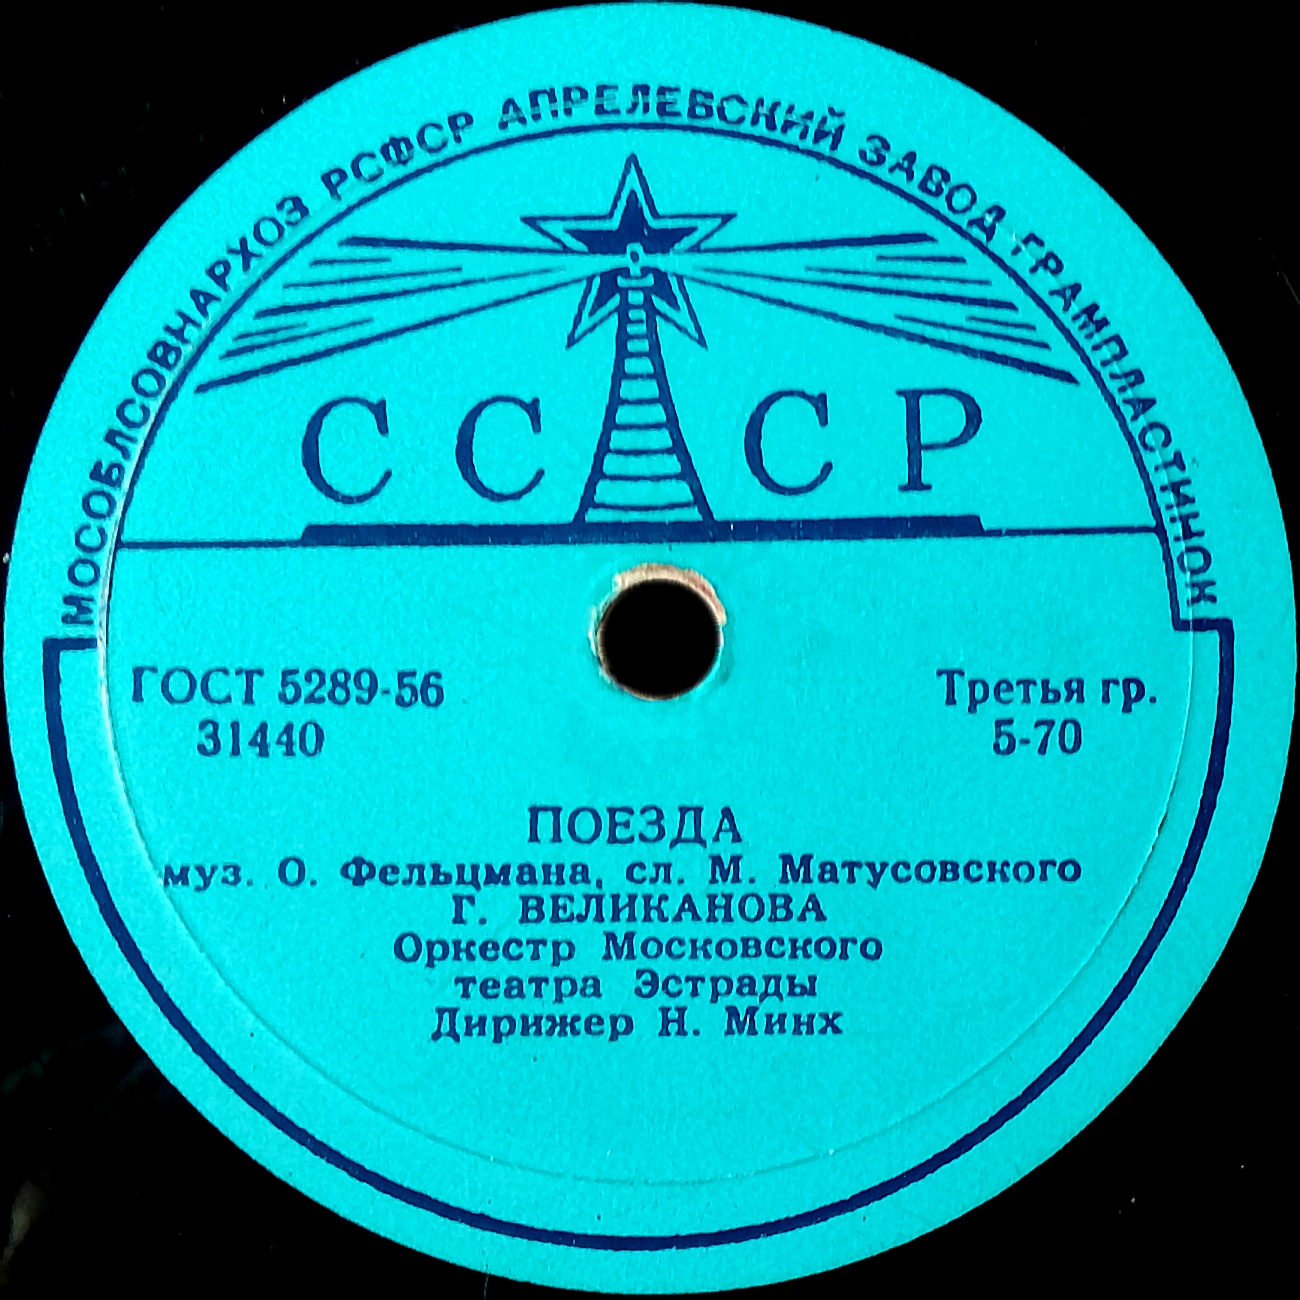 МОСОБЛСОВНАРХОЗ РСФСР АПРЕЛЕВСКИЙ ЗАВОД ГРАМПЛАСТИНОК
СССР
ГОСТ 5289-56
31440
Третья гр.
5-70
ПОЕЗДА
муз. О. Фельцмана, сл. М. Матусовского
Г. ВЕЛИКАНОВА
Оркестр Московского
театра Эстрады
Дирижер Н. Минх